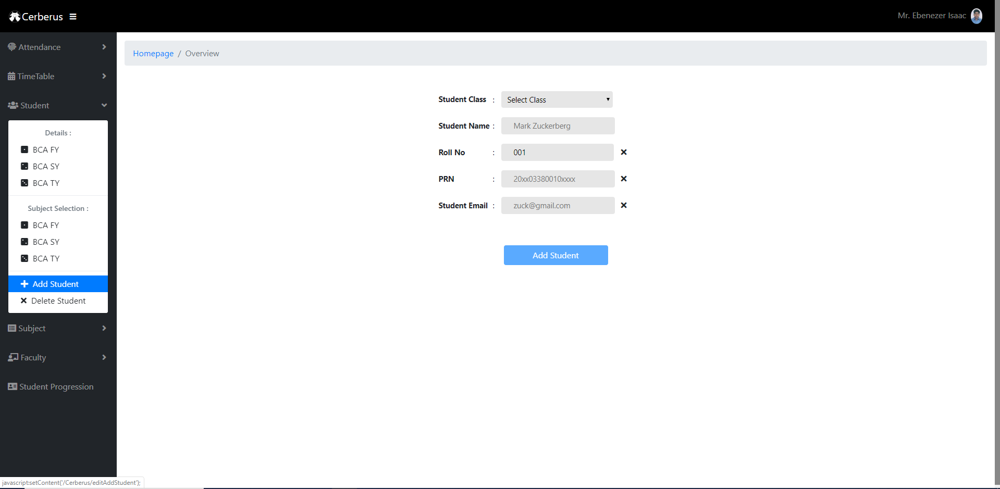 Cerberus
Mr. Ebenezer Isaac
Attendance
TimeTable
Student
Details :
BCA FY
BCA SY
BCA TY
Subject Selection :
BCA FY
BCA SY
BCA TY
Add Student
Delete Student
Subject
Faculty
Student Progression
Homepage / Overview
Student Class : Select Class
Student Name : Mark Zuckerberg
Roll No : 001
PRN : 20xx03380010xxxx
Student Email : zuck@gmail.com
Add Student
javascript:setContent('/Cerberus/editAddStudent');